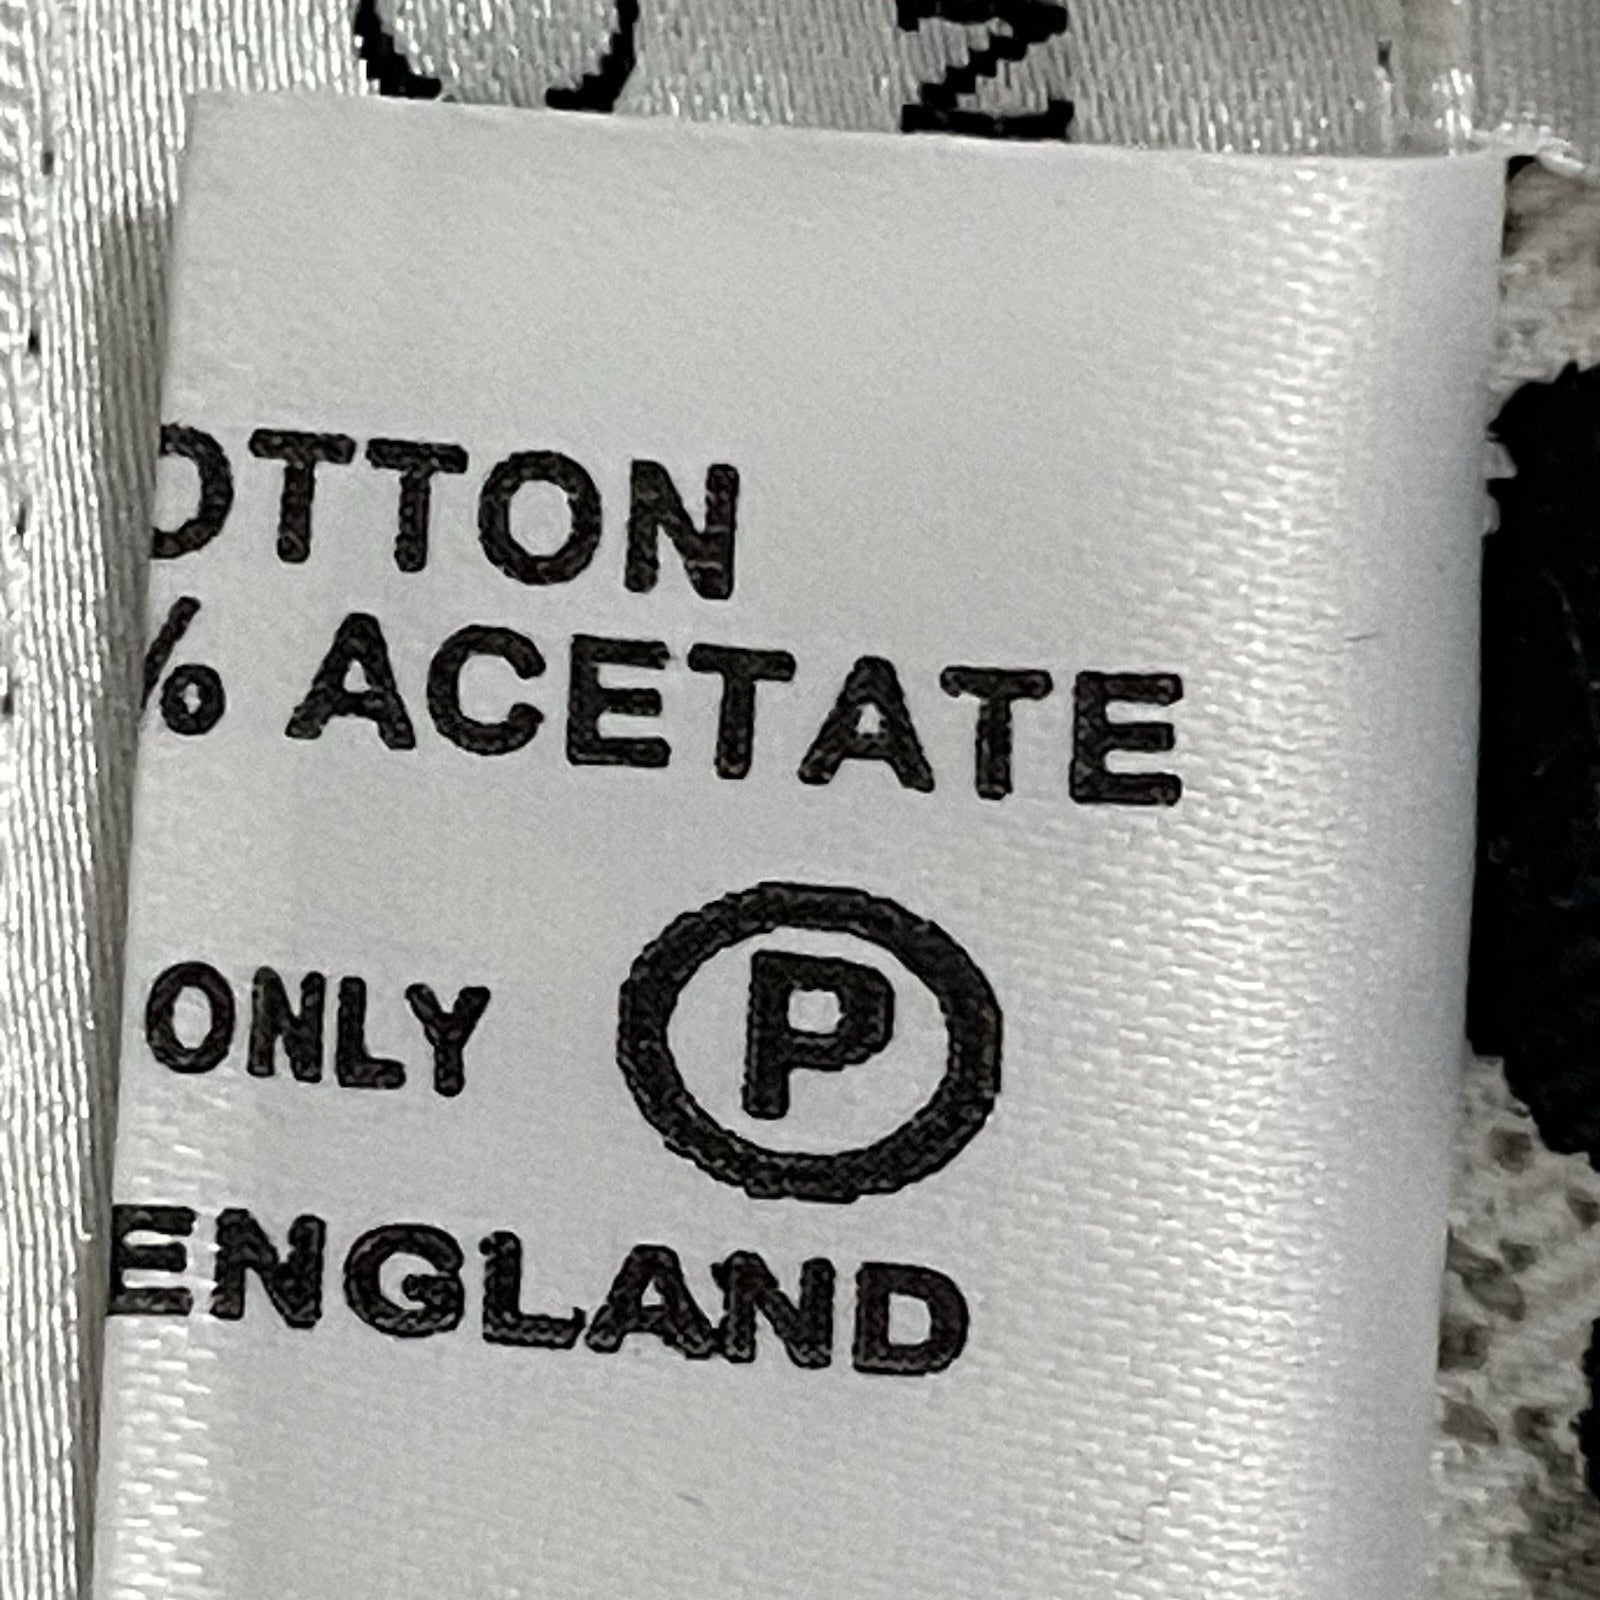 OTTON
% ACETATE
ONLY P
ENGLAND